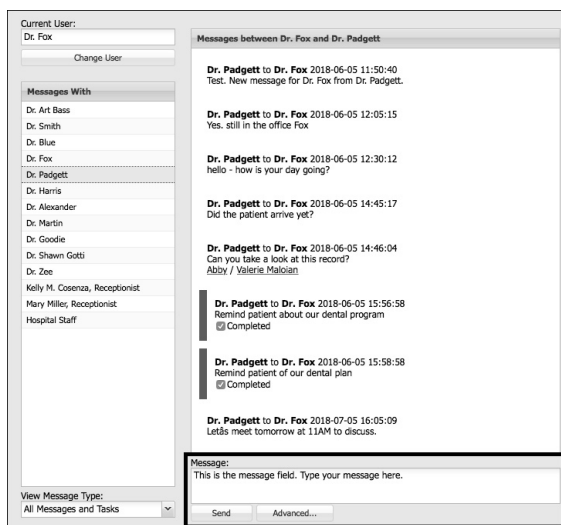 Current User:
Dr. Fox
Change User
Messages With
Dr. Art Bass
Dr. Smith
Dr. Blue
Dr. Fox
Dr. Padgett
Dr. Harris
Dr. Alexander
Dr. Martin
Dr. Goodie
Dr. Shawn Gotti
Dr. Zee
Kelly M. Cosenza, Receptionist
Mary Miller, Receptionist
Hospital Staff
View Message Type:
All Messages and Tasks
Messages between Dr. Fox and Dr. Padgett
Dr. Padgett to Dr. Fox 2018-06-05 11:50:40
Test. New message for Dr. Fox from Dr. Padgett.
Dr. Padgett to Dr. Fox 2018-06-05 12:05:15
Yes. still in the office Fox
Dr. Padgett to Dr. Fox 2018-06-05 12:30:12
hello - how is your day going?
Dr. Padgett to Dr. Fox 2018-06-05 14:45:17
Did the patient arrive yet?
Dr. Padgett to Dr. Fox 2018-06-05 14:46:04
Can you take a look at this record?
Abby / Valerie Maloian
Dr. Padgett to Dr. Fox 2018-06-05 15:56:58
Remind patient about our dental program
Completed
Dr. Padgett to Dr. Fox 2018-06-05 15:58:58
Remind patient of our dental plan
Completed
Dr. Padgett to Dr. Fox 2018-07-05 16:05:09
Letâs meet tomorrow at 11AM to discuss.
Message:
This is the message field. Type your message here.
Send
Advanced...